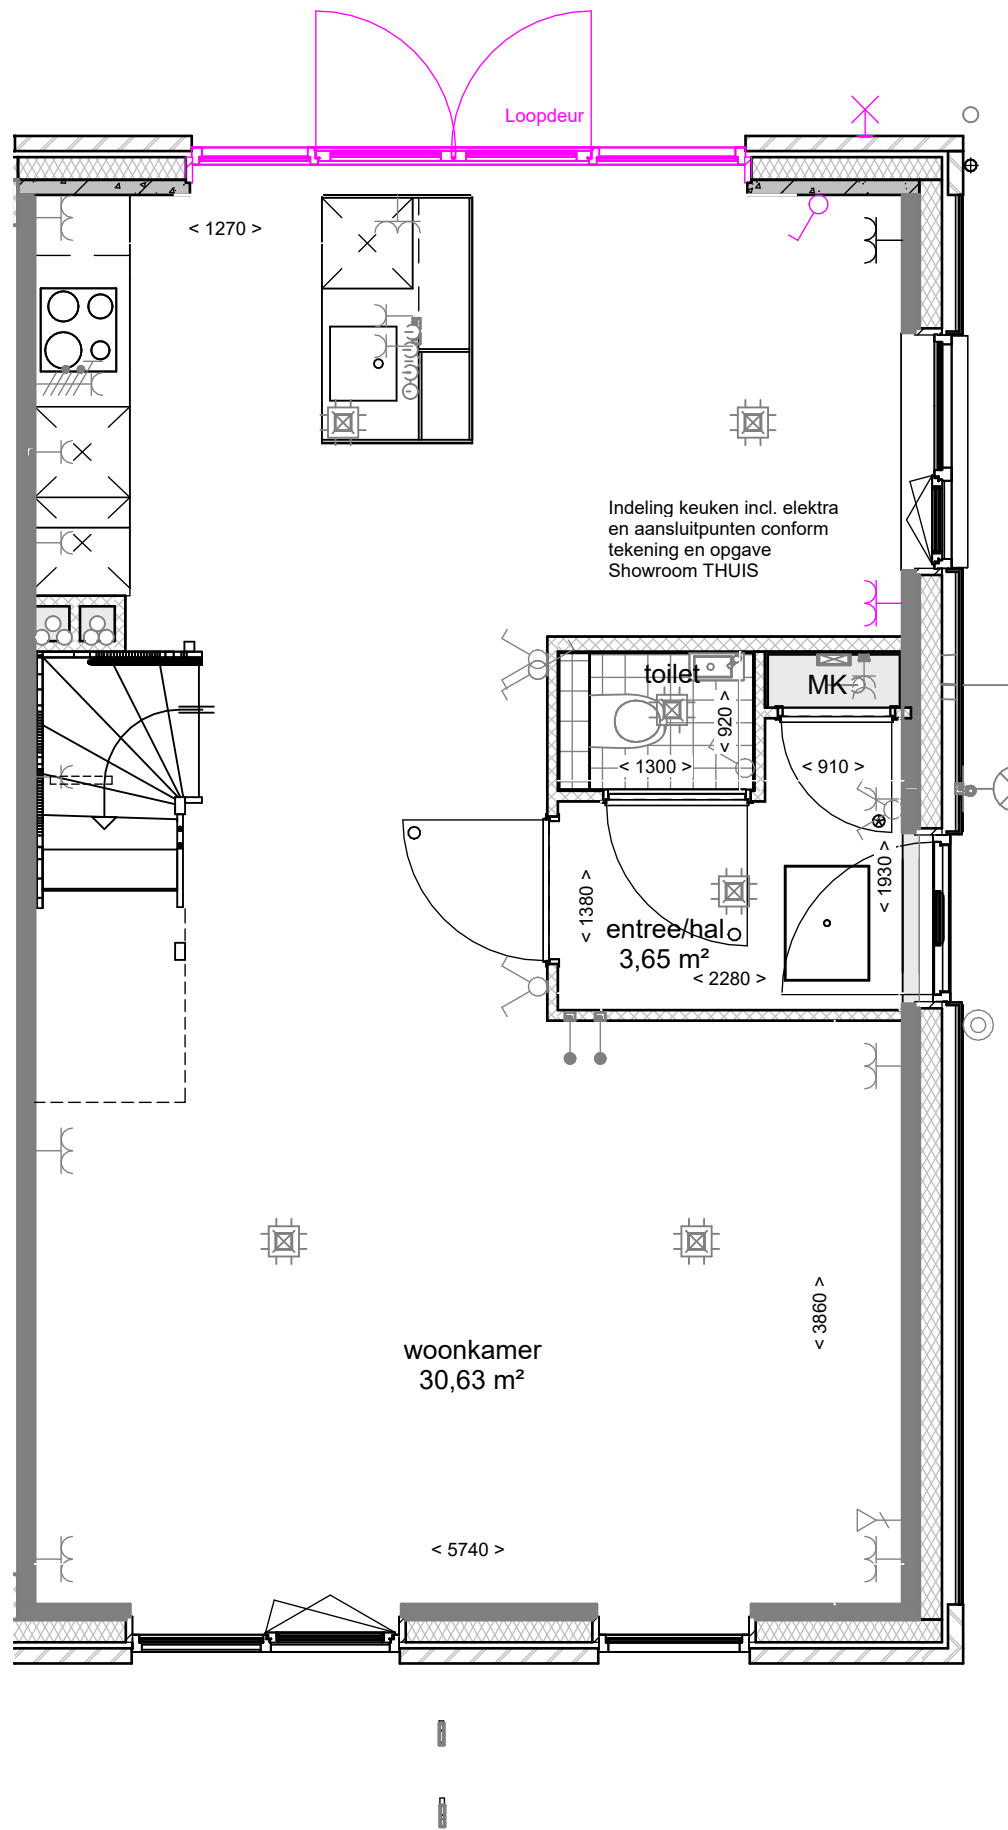 Loopdeur
< 1270 >
Indeling keuken incl. elektra
en aansluitpunten conform
tekening en opgave
Showroom THUIS
toilet
MK
< 920 >
< 1300 >
< 910 >
< 1380 >
< 1930 >
entree/hal
3,65 m²
< 2280 >
< 3860 >
woonkamer
30,63 m²
< 5740 >